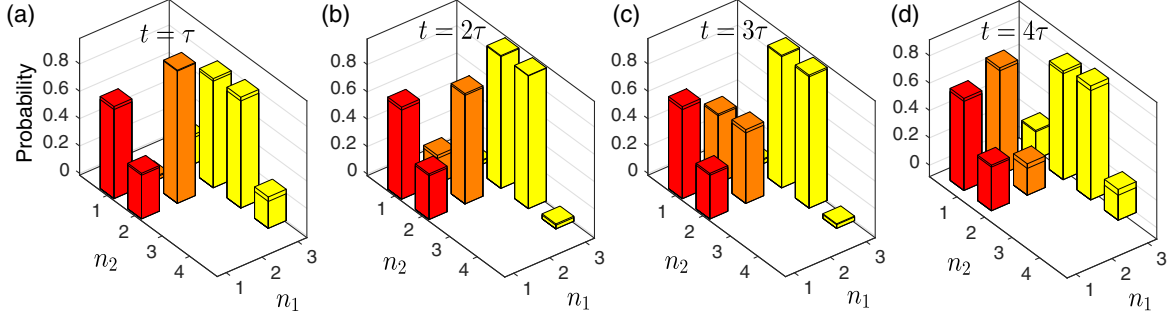 (a) (b) (c) (d)
t = τ t = 2τ t = 3τ t = 4τ
Probability
0.8 0.8 0.8 0.8
0.6 0.6 0.6 0.6
0.4 0.4 0.4 0.4
0.2 0.2 0.2 0.2
0 0 0 0
1 2 3 4 1 2 3 1 2 3 4 1 2 3 1 2 3 4 1 2 3 1 2 3 4 1 2 3
n₂ n₁ n₂ n₁ n₂ n₁ n₂ n₁